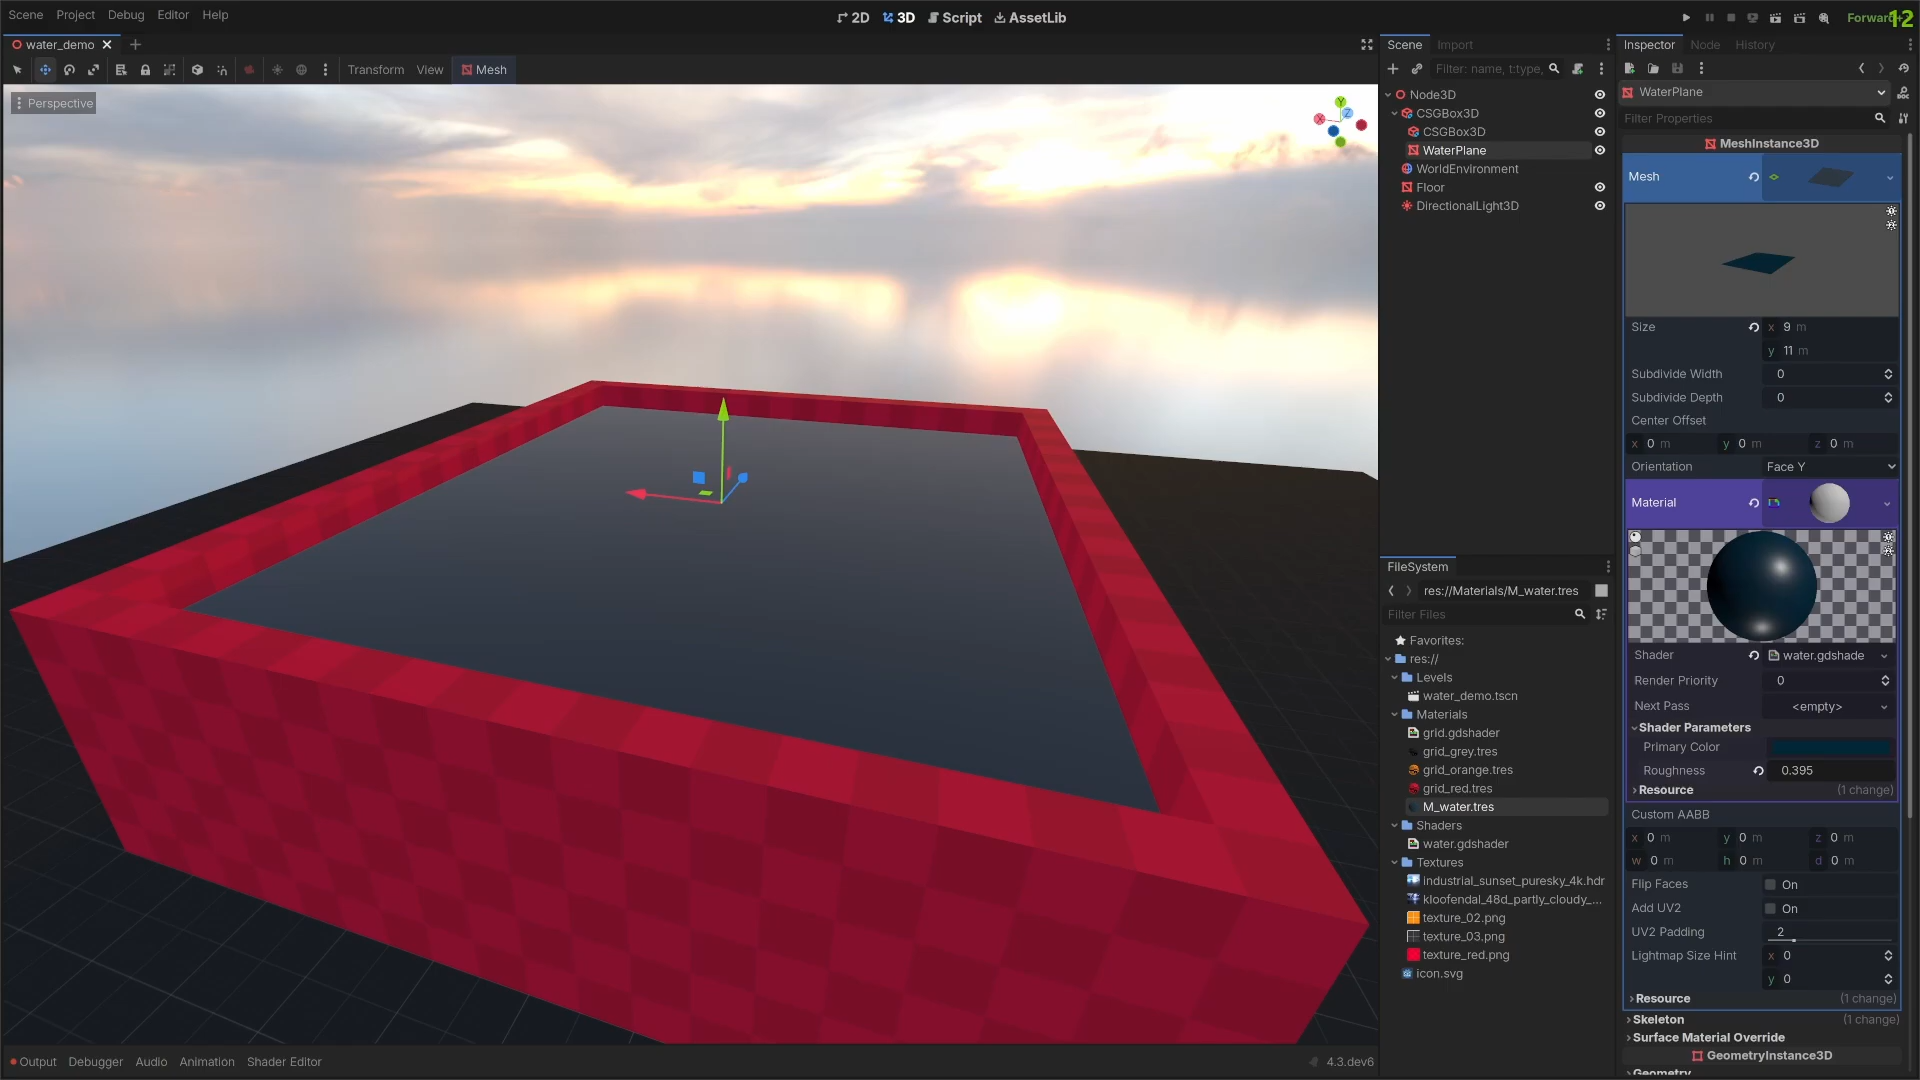 Scene Project Debug Editor Help
2D 3D Script AssetLib
Forward+
12
water_demo
Transform View Mesh
Perspective
Y
X
Z
Scene Import
Filter: name, t:type,
Node3D
CSGBox3D
CSGBox3D
WaterPlane
WorldEnvironment
Floor
DirectionalLight3D
FileSystem
res://Materials/M_water.tres
Filter Files
Favorites:
res://
Levels
water_demo.tscn
Materials
grid.gdshader
grid_grey.tres
grid_orange.tres
grid_red.tres
M_water.tres
Shaders
water.gdshader
Textures
industrial_sunset_puresky_4k.hdr
kloofendal_48d_partly_cloudy_...
texture_02.png
texture_03.png
texture_red.png
icon.svg
Inspector Node History
WaterPlane
Filter Properties
MeshInstance3D
Mesh
Size x 9 m
y 11 m
Subdivide Width 0
Subdivide Depth 0
Center Offset
x 0 m y 0 m z 0 m
Orientation Face Y
Material
Shader water.gdshade
Render Priority 0
Next Pass <empty>
Shader Parameters
Primary Color
Roughness 0.395
Resource (1 change)
Custom AABB
x 0 m y 0 m z 0 m
w 0 m h 0 m d 0 m
Flip Faces On
Add UV2 On
UV2 Padding 2
Lightmap Size Hint x 0
y 0
Resource (1 change)
Skeleton (1 change)
Surface Material Override
GeometryInstance3D
Geometry
Output Debugger Audio Animation Shader Editor
4.3.dev6